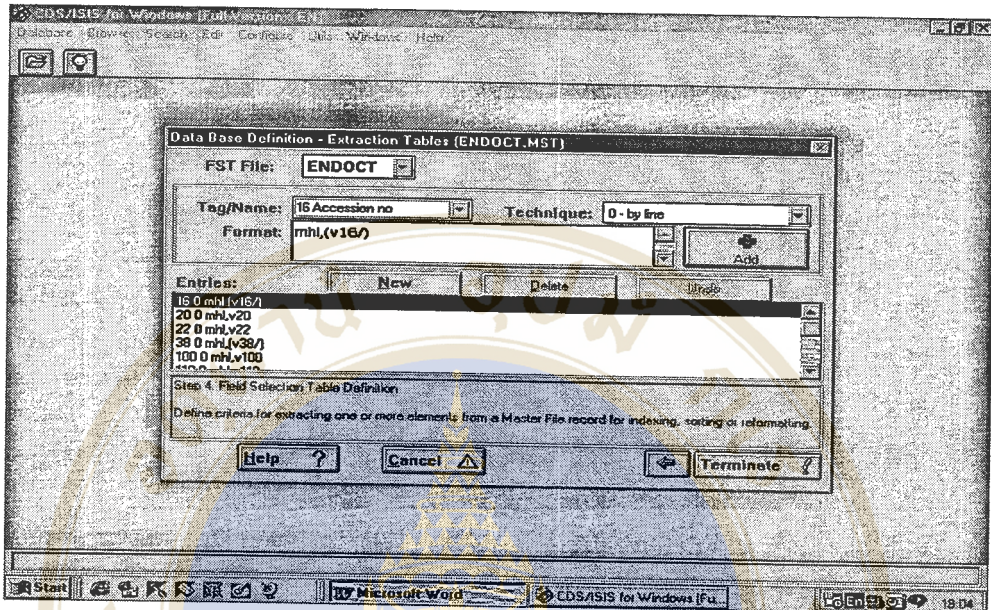 CDS/ISIS for Windows [Full Version - EN]
Database Browse Search Edit Configure Utils Windows Help
Data Base Definition - Extraction Tables (ENDOCT.MST)
FST File: ENDOCT
Tag/Name: 16 Accession no Technique: 0 - by line
Format: mhl,(v16/)
Add
Entries: New Delete Undo
16 0 mhl,(v16/)
20 0 mhl,v20
22 0 mhl,v22
38 0 mhl,(v38/)
100 0 mhl,v100
Step 4. Field Selection Table Definition
Define criteria for extracting one or more elements from a Master File record for indexing, sorting or reformatting.
Help ? Cancel Terminate
Start Microsoft Word CDS/ISIS for Windows [Fu... En 18:04